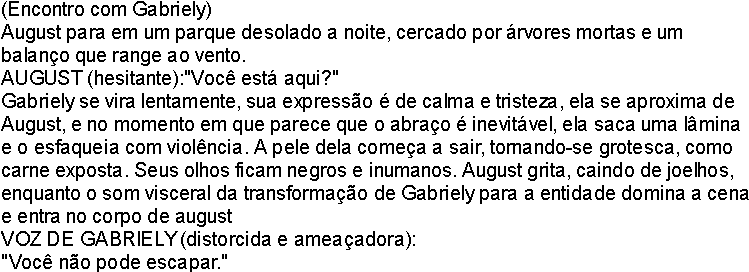 (Encontro com Gabriely)
August para em um parque desolado a noite, cercado por árvores mortas e um
balanço que range ao vento.
AUGUST (hesitante):"Você está aqui?"
Gabriely se vira lentamente, sua expressão é de calma e tristeza, ela se aproxima de
August, e no momento em que parece que o abraço é inevitável, ela saca uma lâmina
e o esfaqueia com violência. A pele dela começa a sair, tornando-se grotesca, como
carne exposta. Seus olhos ficam negros e inumanos. August grita, caindo de joelhos,
enquanto o som visceral da transformação de Gabriely para a entidade domina a cena
e entra no corpo de august
VOZ DE GABRIELY (distorcida e ameaçadora):
"Você não pode escapar."